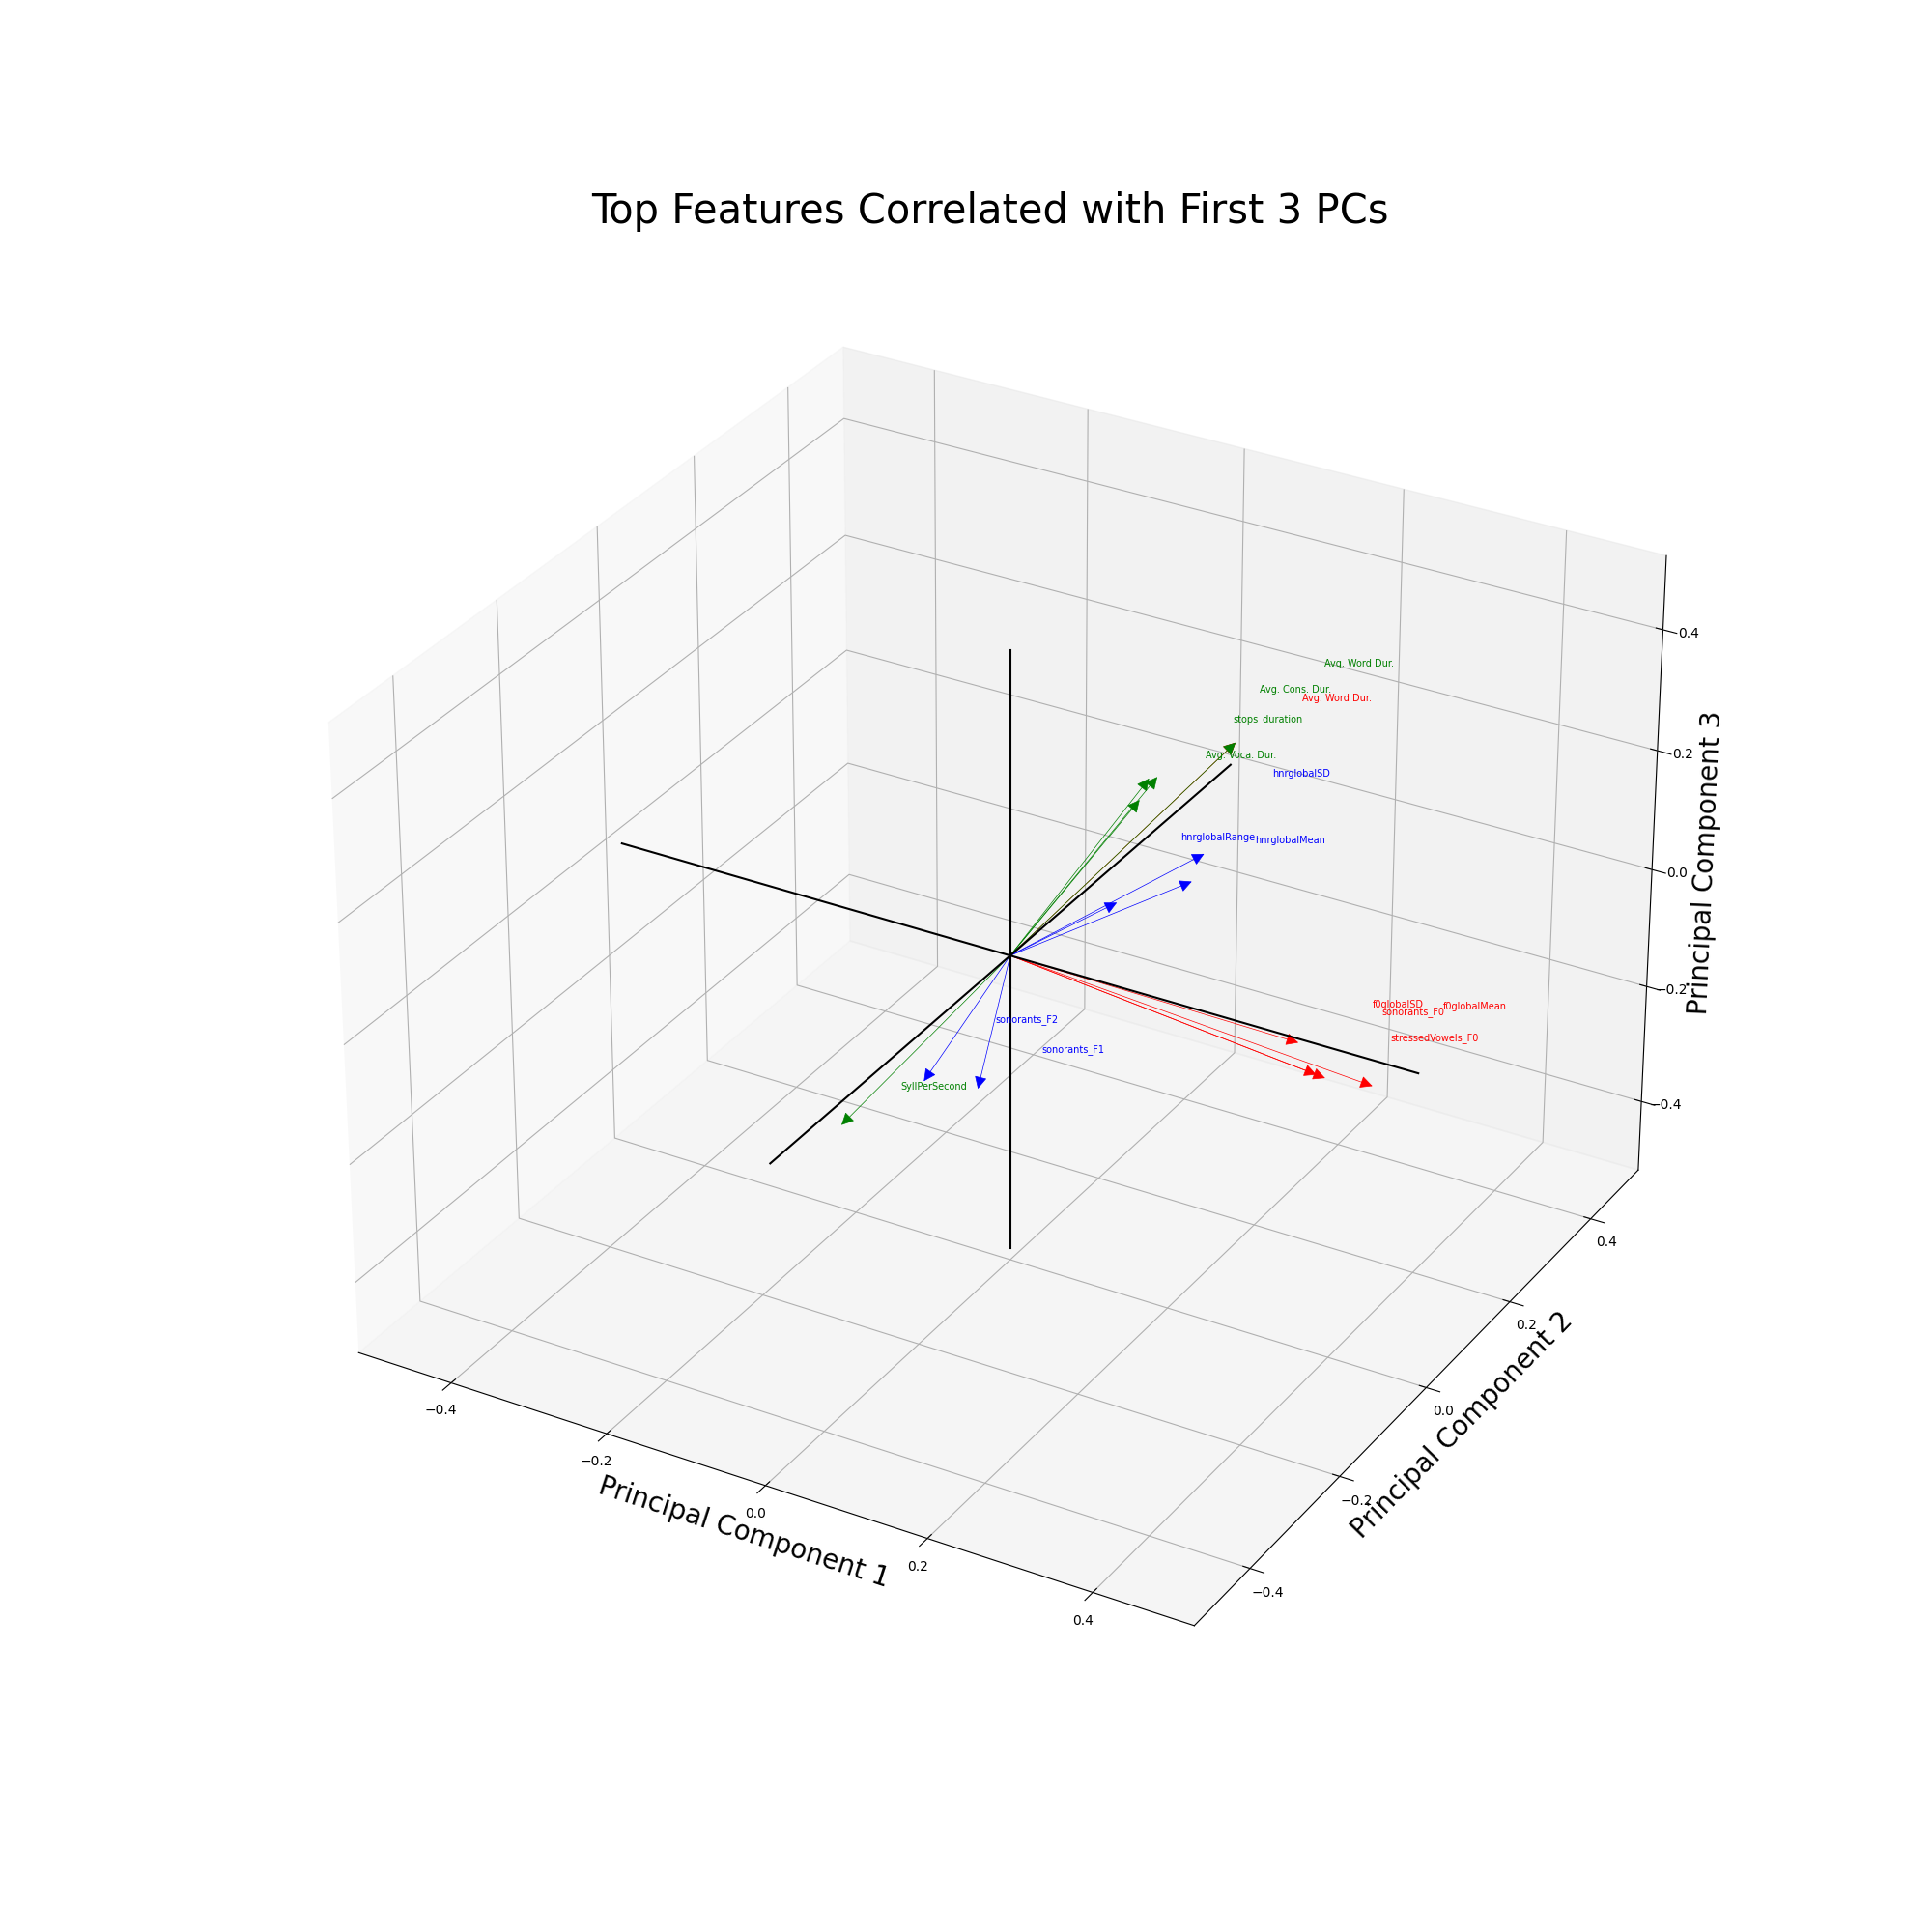 Top Features Correlated with First 3 PCs
Avg. Word Dur.
Avg. Cons. Dur.
Avg. Word Dur.
stops_duration
Avg. Voca. Dur.
hnrglobalSD
hnrglobalRange
hnrglobalMean
f0globalSD
f0globalMean
sonorants_F0
stressedVowels_F0
sonorants_F2
sonorants_F1
SyllPerSecond
0.4
0.2
0.0
−0.2
−0.4
Principal Component 3
0.4
0.2
0.0
−0.2
−0.4
Principal Component 2
−0.4
−0.2
0.0
0.2
0.4
Principal Component 1